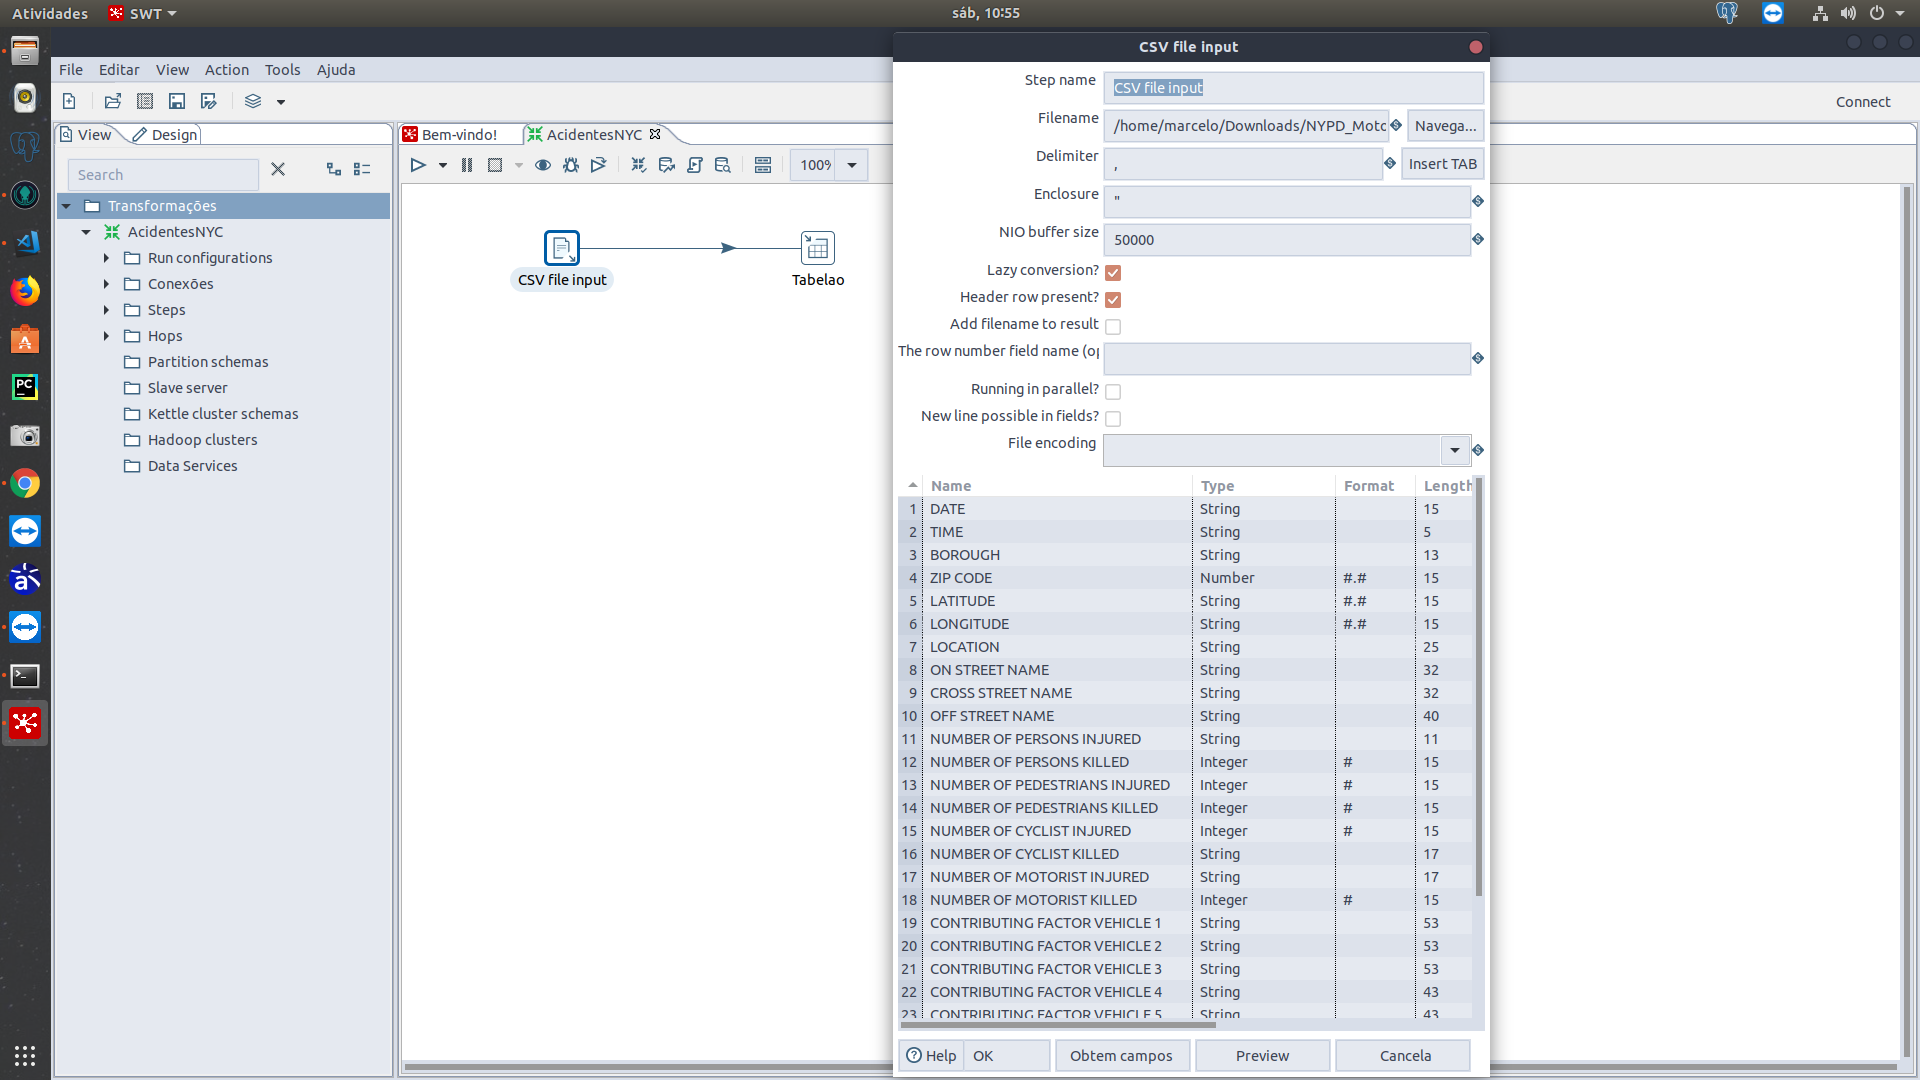 Atividades SWT sáb, 10:55
CSV file input
File Editar View Action Tools Ajuda
Connect
View Design
Search
Transformações
AcidentesNYC
Run configurations
Conexões
Steps
Hops
Partition schemas
Slave server
Kettle cluster schemas
Hadoop clusters
Data Services
Bem-vindo! AcidentesNYC
100%
CSV file input
Tabelao
Step name CSV file input
Filename /home/marcelo/Downloads/NYPD_Moto Navega...
Delimiter , Insert TAB
Enclosure "
NIO buffer size 50000
Lazy conversion?
Header row present?
Add filename to result
The row number field name (op
Running in parallel?
New line possible in fields?
File encoding
Name Type Format Length
1 DATE String 15
2 TIME String 5
3 BOROUGH String 13
4 ZIP CODE Number #.# 15
5 LATITUDE String #.# 15
6 LONGITUDE String #.# 15
7 LOCATION String 25
8 ON STREET NAME String 32
9 CROSS STREET NAME String 32
10 OFF STREET NAME String 40
11 NUMBER OF PERSONS INJURED String 11
12 NUMBER OF PERSONS KILLED Integer # 15
13 NUMBER OF PEDESTRIANS INJURED Integer # 15
14 NUMBER OF PEDESTRIANS KILLED Integer # 15
15 NUMBER OF CYCLIST INJURED Integer # 15
16 NUMBER OF CYCLIST KILLED String 17
17 NUMBER OF MOTORIST INJURED String 17
18 NUMBER OF MOTORIST KILLED Integer # 15
19 CONTRIBUTING FACTOR VEHICLE 1 String 53
20 CONTRIBUTING FACTOR VEHICLE 2 String 53
21 CONTRIBUTING FACTOR VEHICLE 3 String 53
22 CONTRIBUTING FACTOR VEHICLE 4 String 43
23 CONTRIBUTING FACTOR VEHICLE 5 String 43
Help OK Obtem campos Preview Cancela
PC